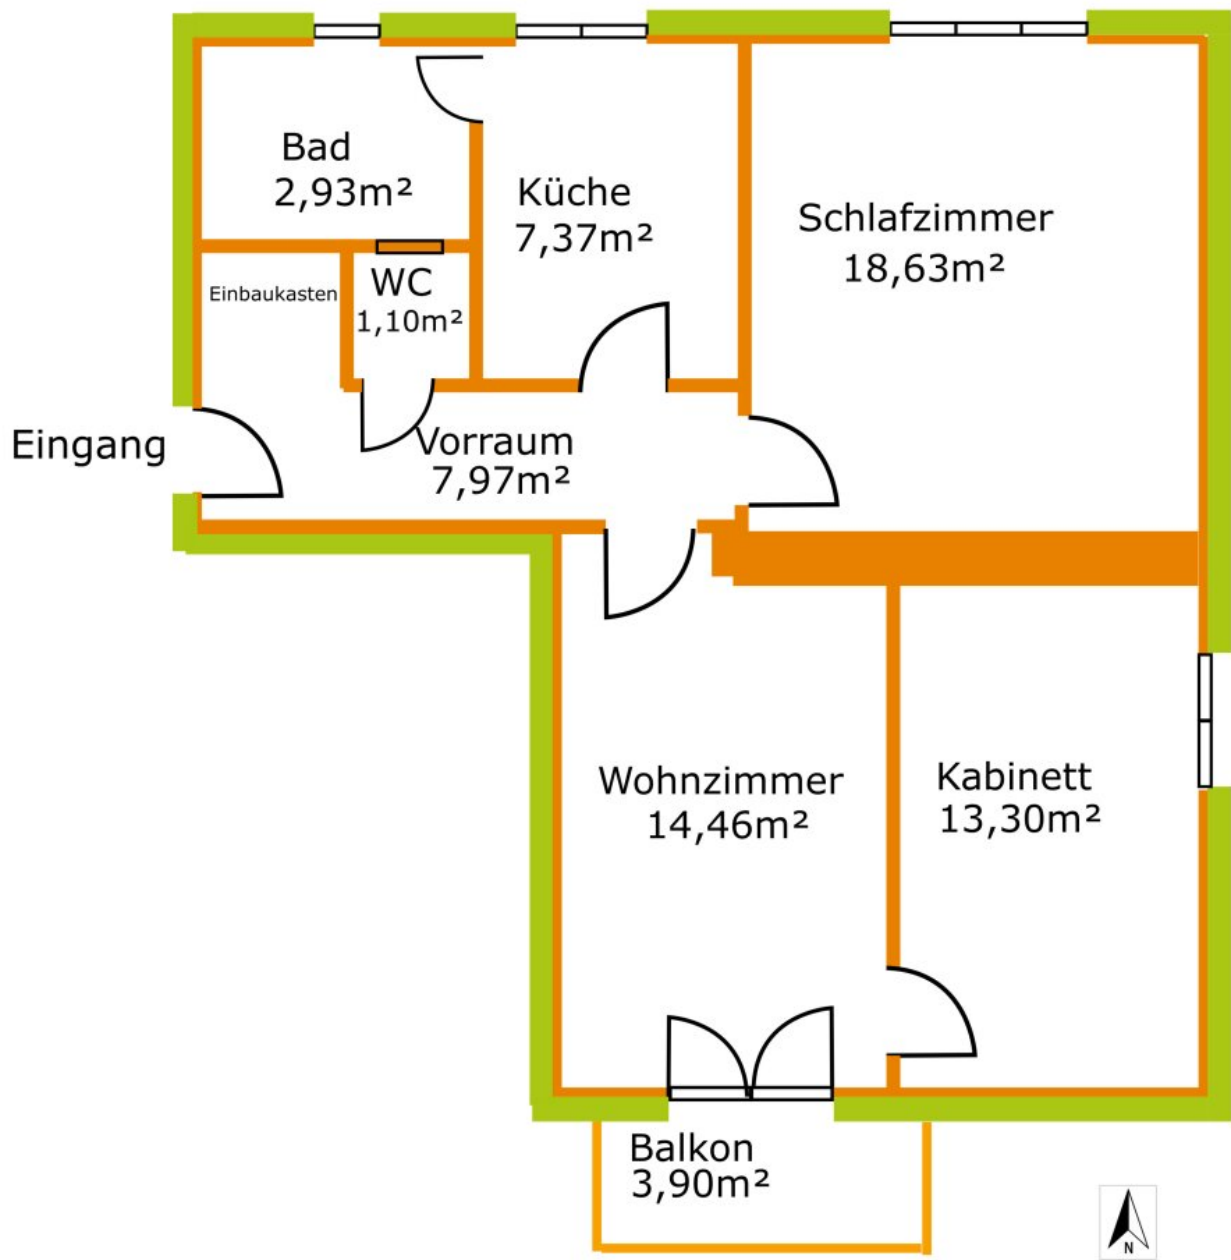 Bad
2,93m²
Küche
7,37m²
Schlafzimmer
18,63m²
Einbaukasten
WC
1,10m²
Eingang
Vorraum
7,97m²
Wohnzimmer
14,46m²
Kabinett
13,30m²
Balkon
3,90m²
N